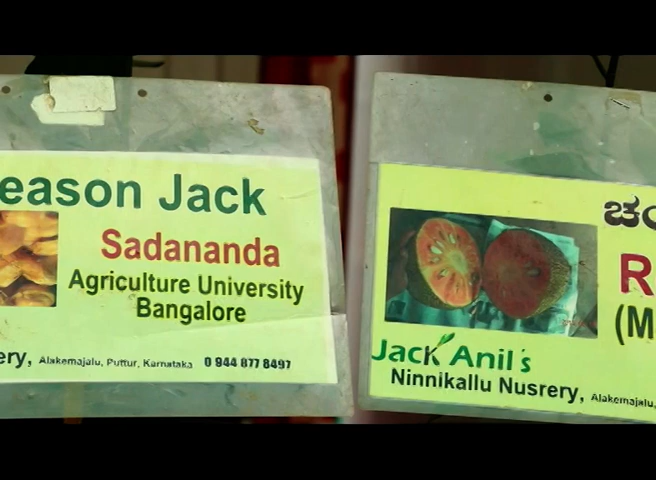 eason Jack
Sadananda
Agriculture University
Bangalore
ery, Alakemajalu, Puttur, Karnataka 0 944 877 8497
ಚಂ
R
(M
Jack Anil's
Ninnikallu Nusrery, Alakemajalu,